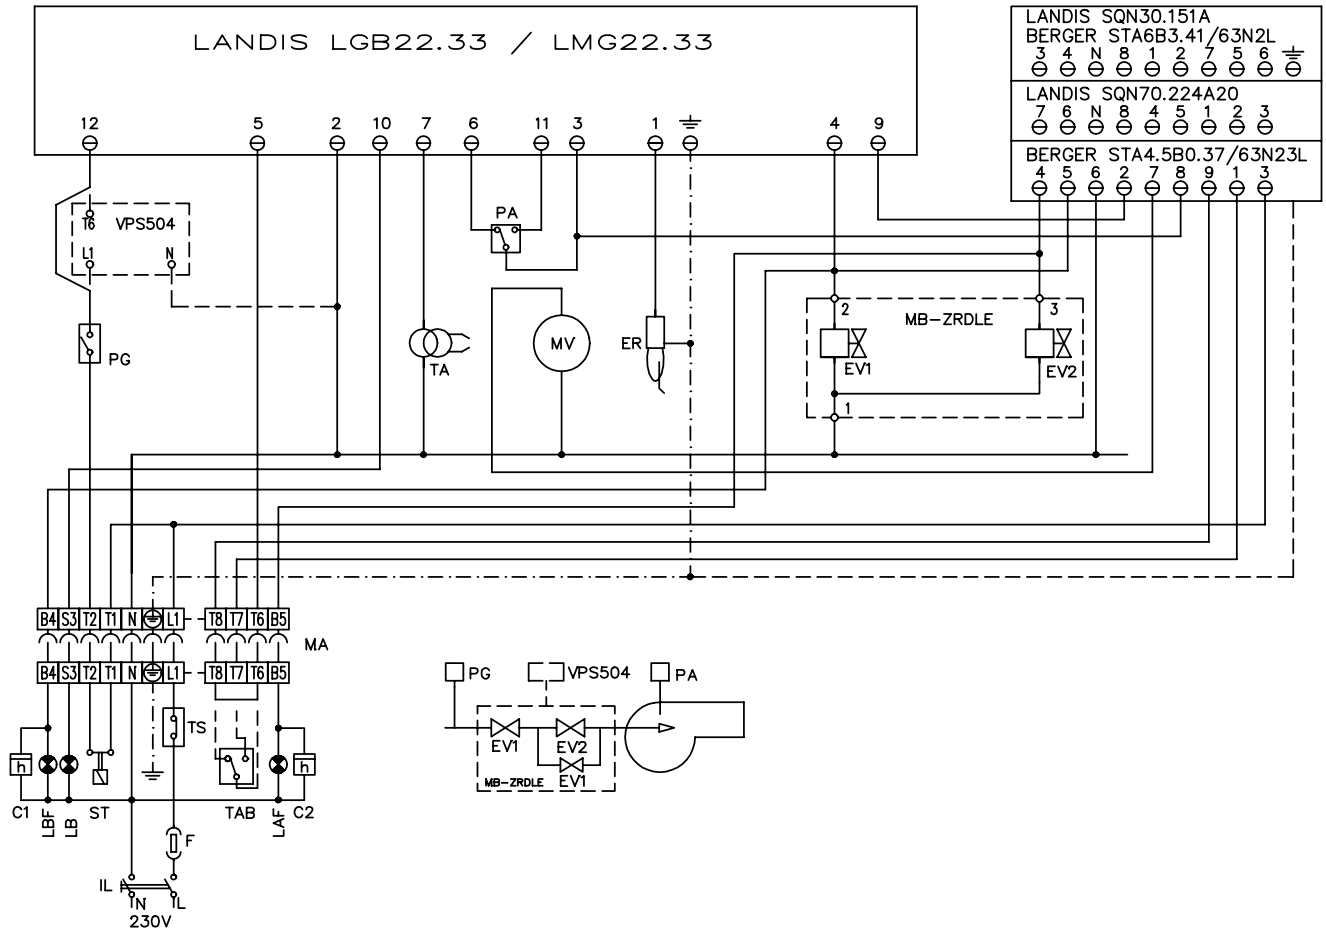 LANDIS LGB22.33 / LMG22.33
12 5 2 10 7 6 11 3 1 4 9
LANDIS SQN30.151A
BERGER STA6B3.41/63N2L
3 4 N 8 1 2 7 5 6
LANDIS SQN70.224A20
7 6 N 8 4 5 1 2 3
BERGER STA4.5B0.37/63N23L
4 5 6 2 7 8 9 1 3
T6 VPS504
L1 N
PA
PG
TA
MV
ER
2 MB-ZRDLE 3
EV1 EV2
1
B4 S3 T2 T1 N L1 T8 T7 T6 B5
MA
B4 S3 T2 T1 N L1 T8 T7 T6 B5
TS
h h
C1 LBF LB ST TAB LAF C2
F
IL
N L
230V
PG VPS504 PA
EV1 EV2
MB-ZRDLE EV1